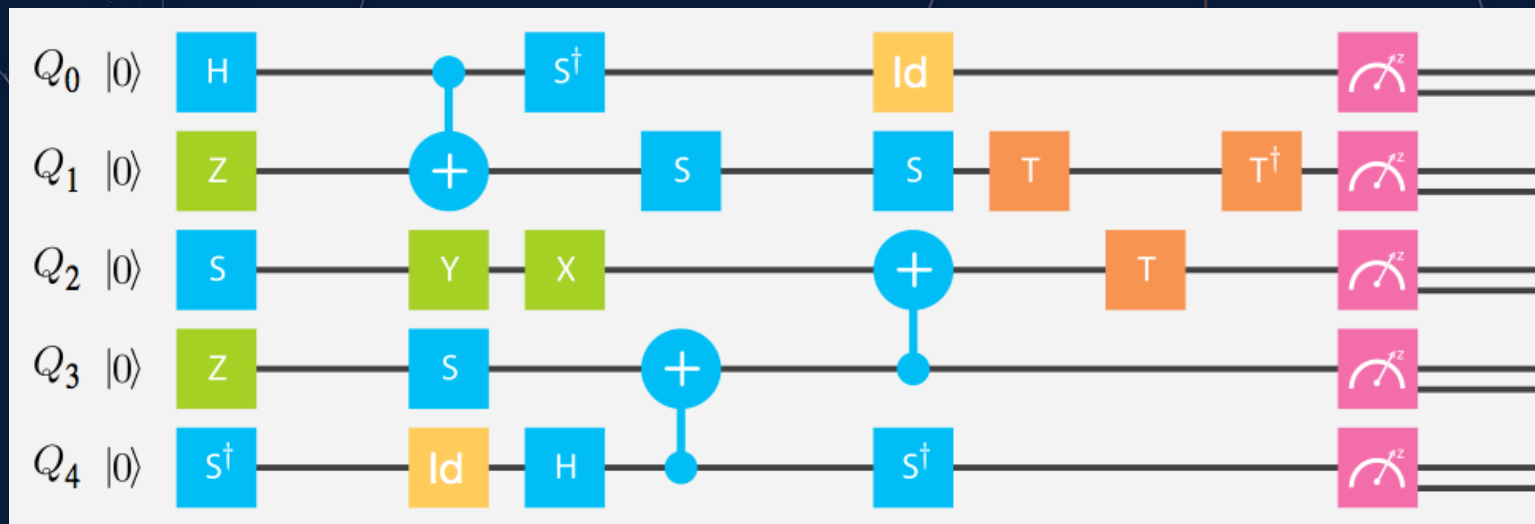 Q₀ |0⟩ H S† Id z
Q₁ |0⟩ Z + S S T T† z
Q₂ |0⟩ S Y X + T z
Q₃ |0⟩ Z S + z
Q₄ |0⟩ S† Id H S† z